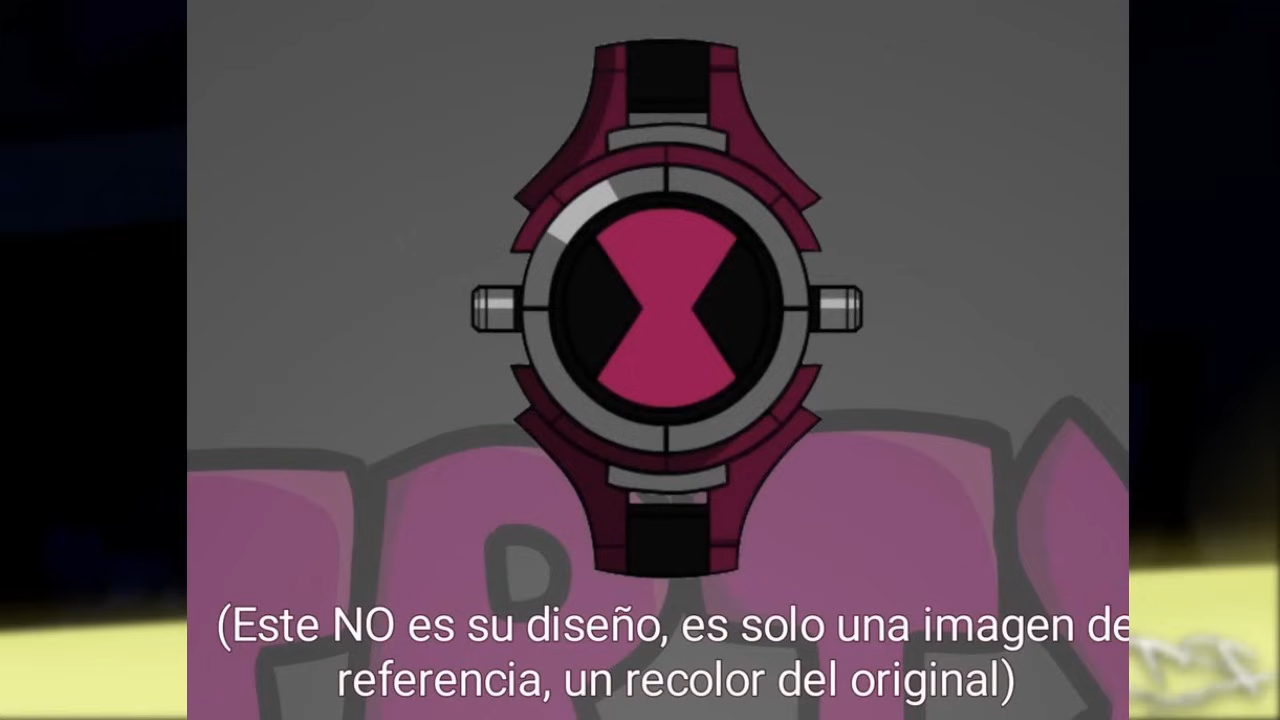 (Este NO es su diseño, es solo una imagen de
referencia, un recolor del original)